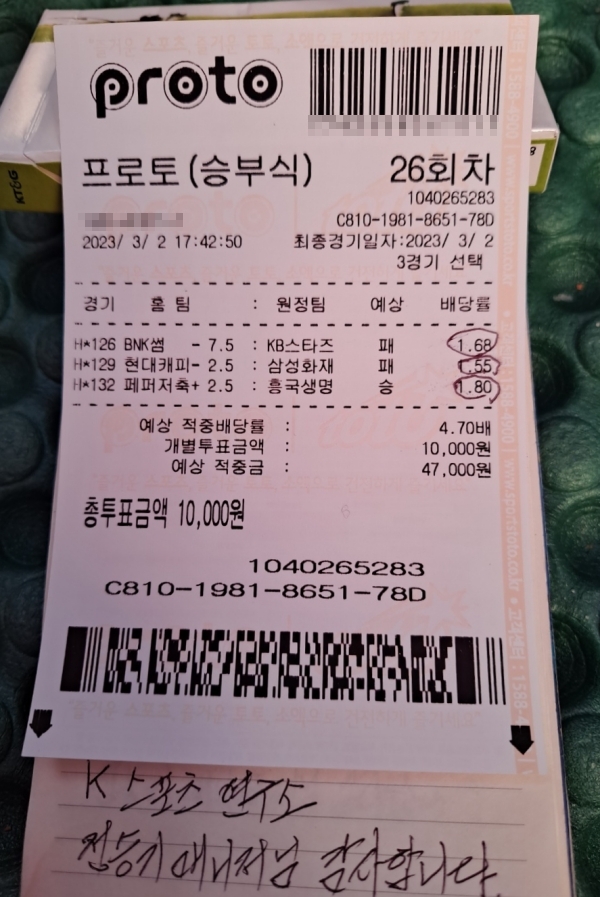 proto
프로토(승부식) 26회차
1040265283
C810-1981-8651-78D
2023/ 3/ 2 17:42:50 최종경기일자:2023/ 3/ 2
3경기 선택
경기 홈 팀 : 원정팀 예상 배당률
H*126 BNK썸 - 7.5 : KB스타즈 패 1.68
H*129 현대캐피- 2.5 : 삼성화재 패 1.55
H*132 페퍼저축+ 2.5 : 흥국생명 승 1.80
예상 적중배당률 : 4.70배
개별투표금액 : 10,000원
예상 적중금 : 47,000원
총투표금액 10,000원
1040265283
C810-1981-8651-78D
K 스포츠 연구소
정승기 매니저님 감사합니다.
KT&G